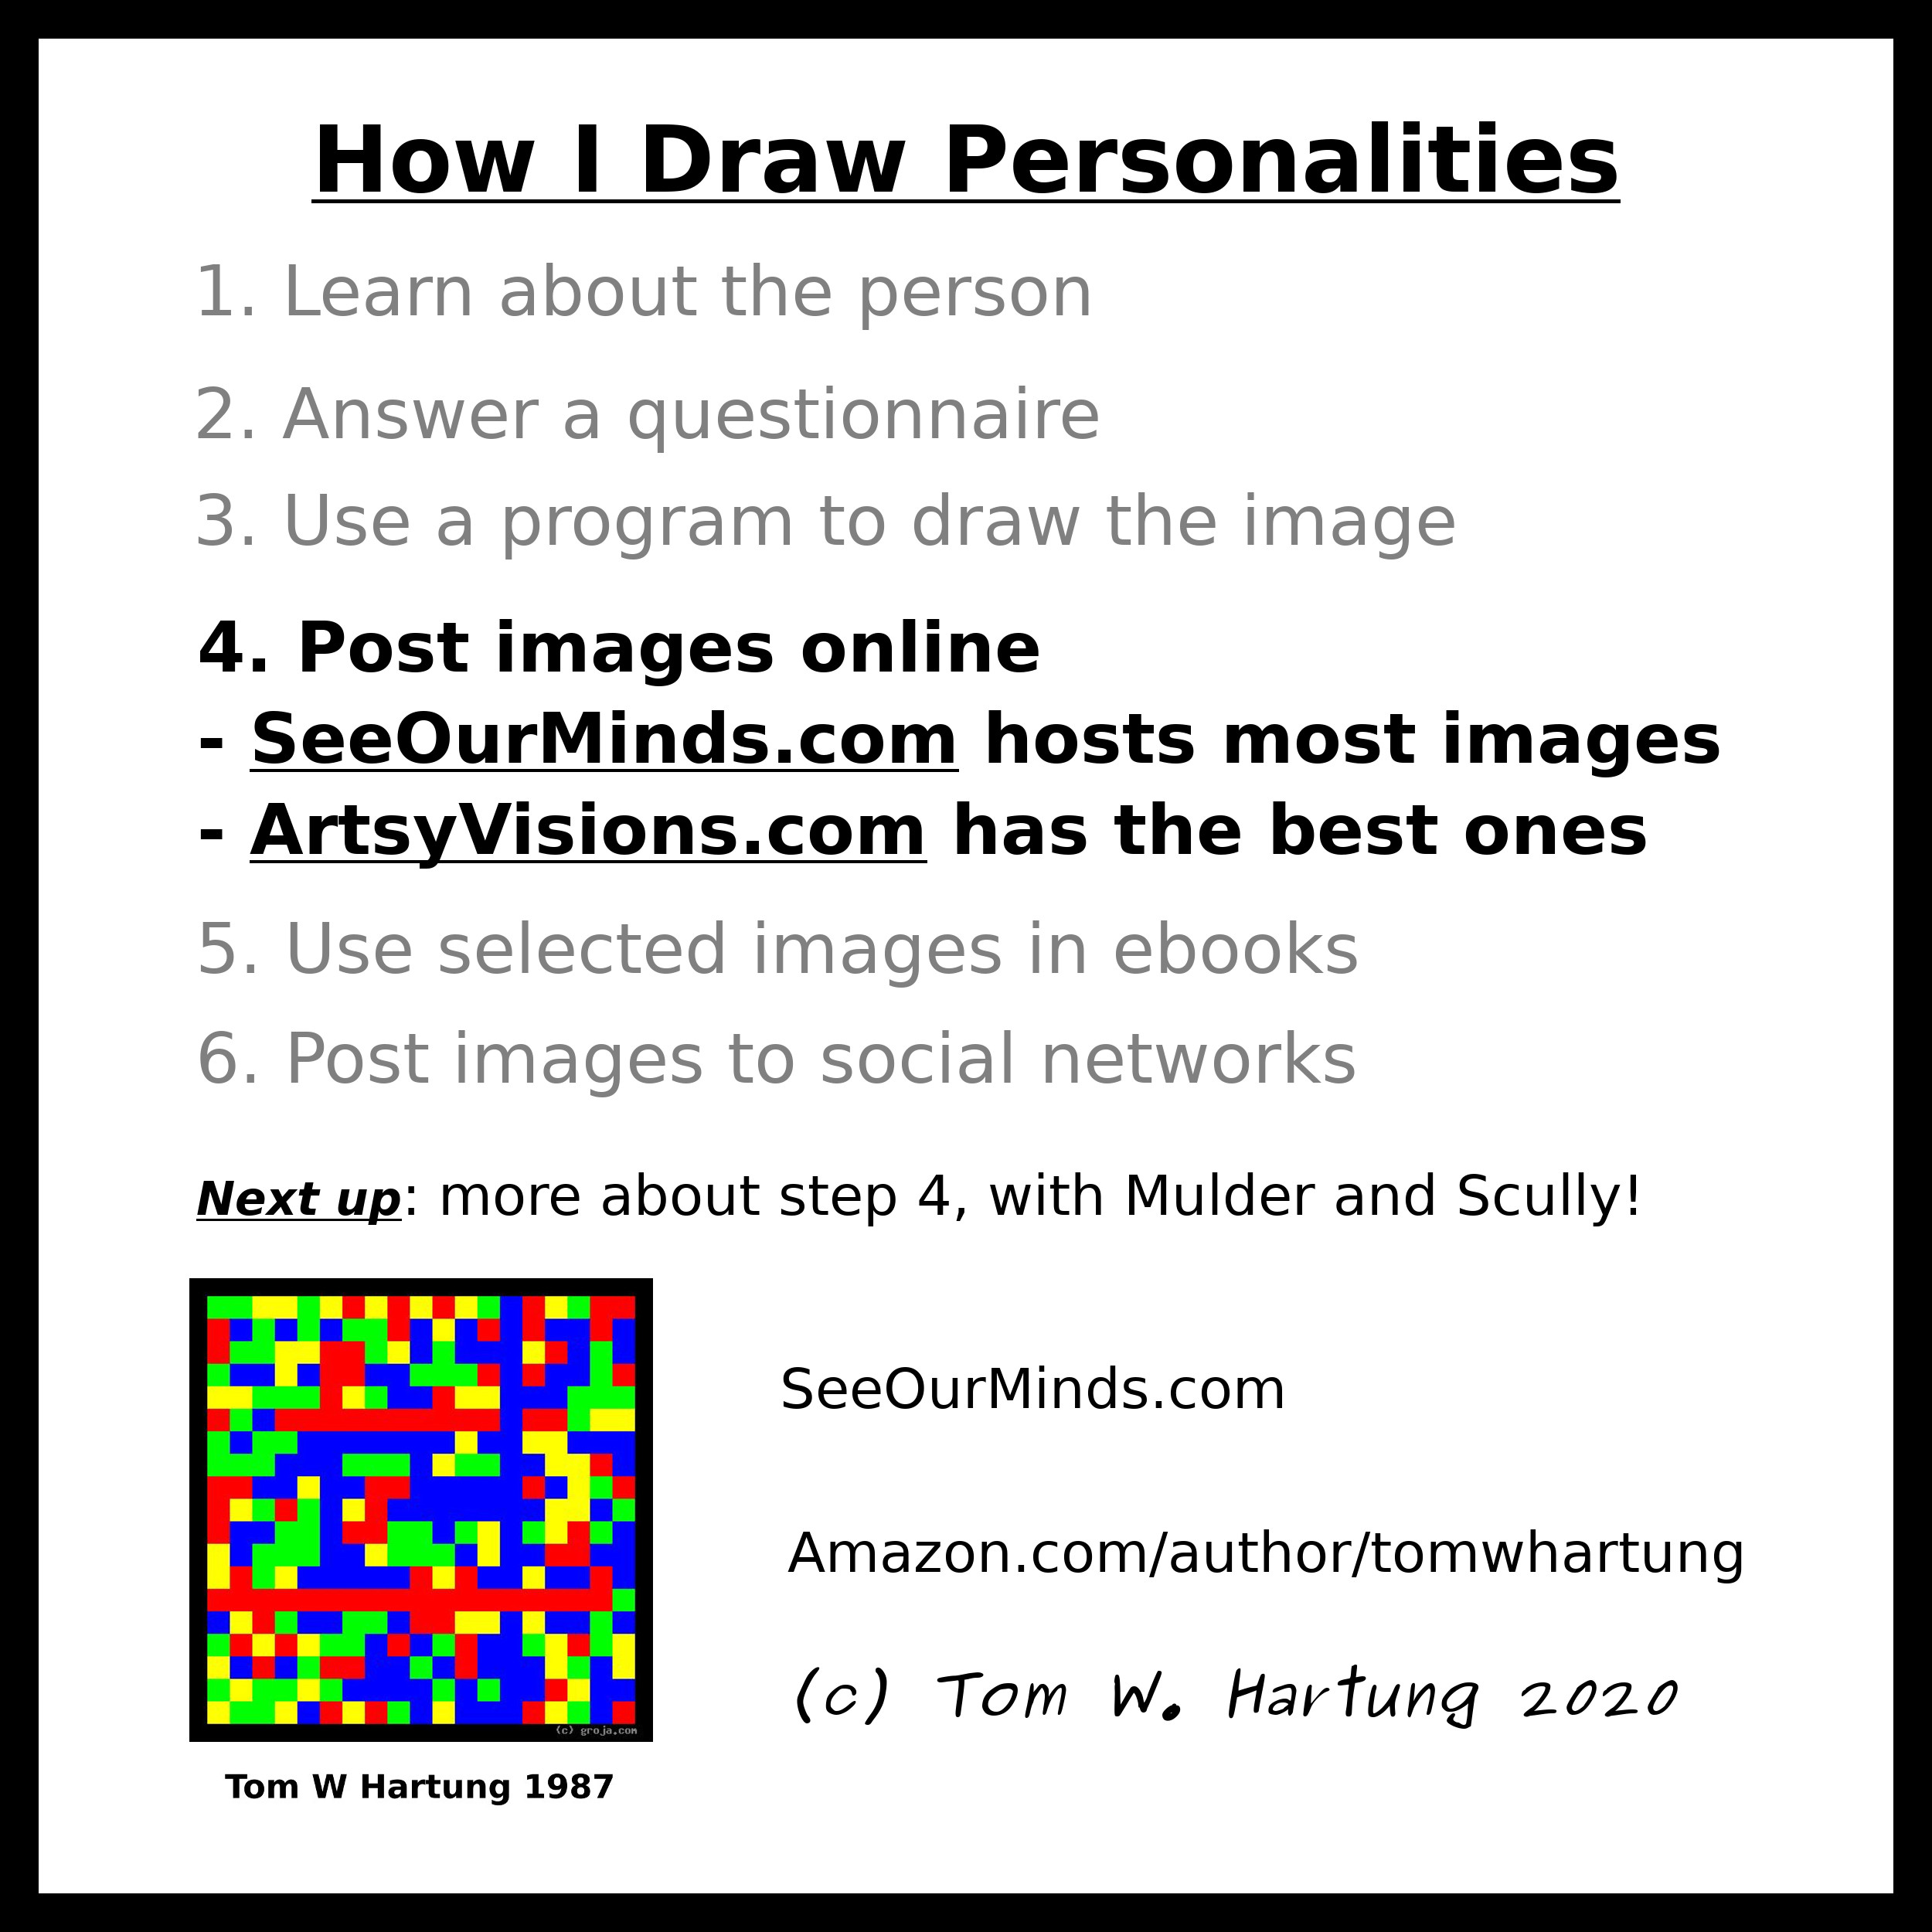 How I Draw Personalities
1. Learn about the person
2. Answer a questionnaire
3. Use a program to draw the image
4. Post images online
- SeeOurMinds.com hosts most images
- ArtsyVisions.com has the best ones
5. Use selected images in ebooks
6. Post images to social networks
Next up: more about step 4, with Mulder and Scully!
(c) groja.com
Tom W Hartung 1987
SeeOurMinds.com
Amazon.com/author/tomwhartung
(c) Tom W. Hartung 2020